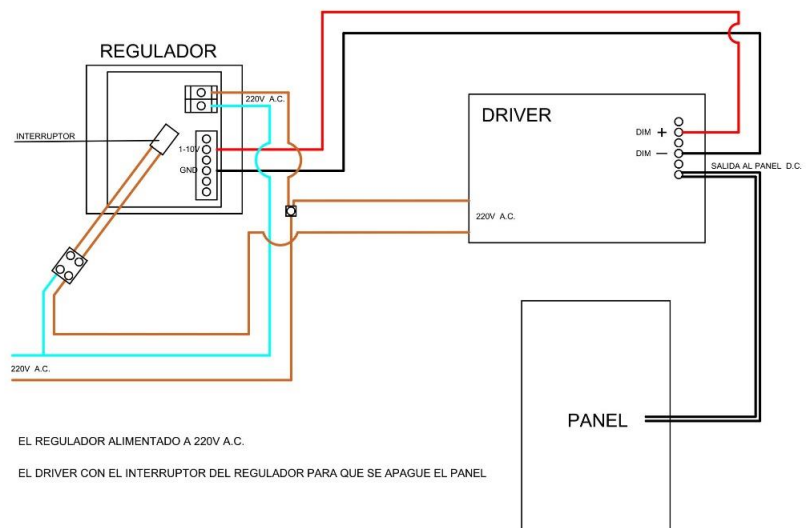 REGULADOR
220V A.C.
INTERRUPTOR
1-10V
GND
DRIVER
DIM +
DIM —
SALIDA AL PANEL D.C.
220V A.C.
220V A.C.
PANEL
EL REGULADOR ALIMENTADO A 220V A.C.
EL DRIVER CON EL INTERRUPTOR DEL REGULADOR PARA QUE SE APAGUE EL PANEL